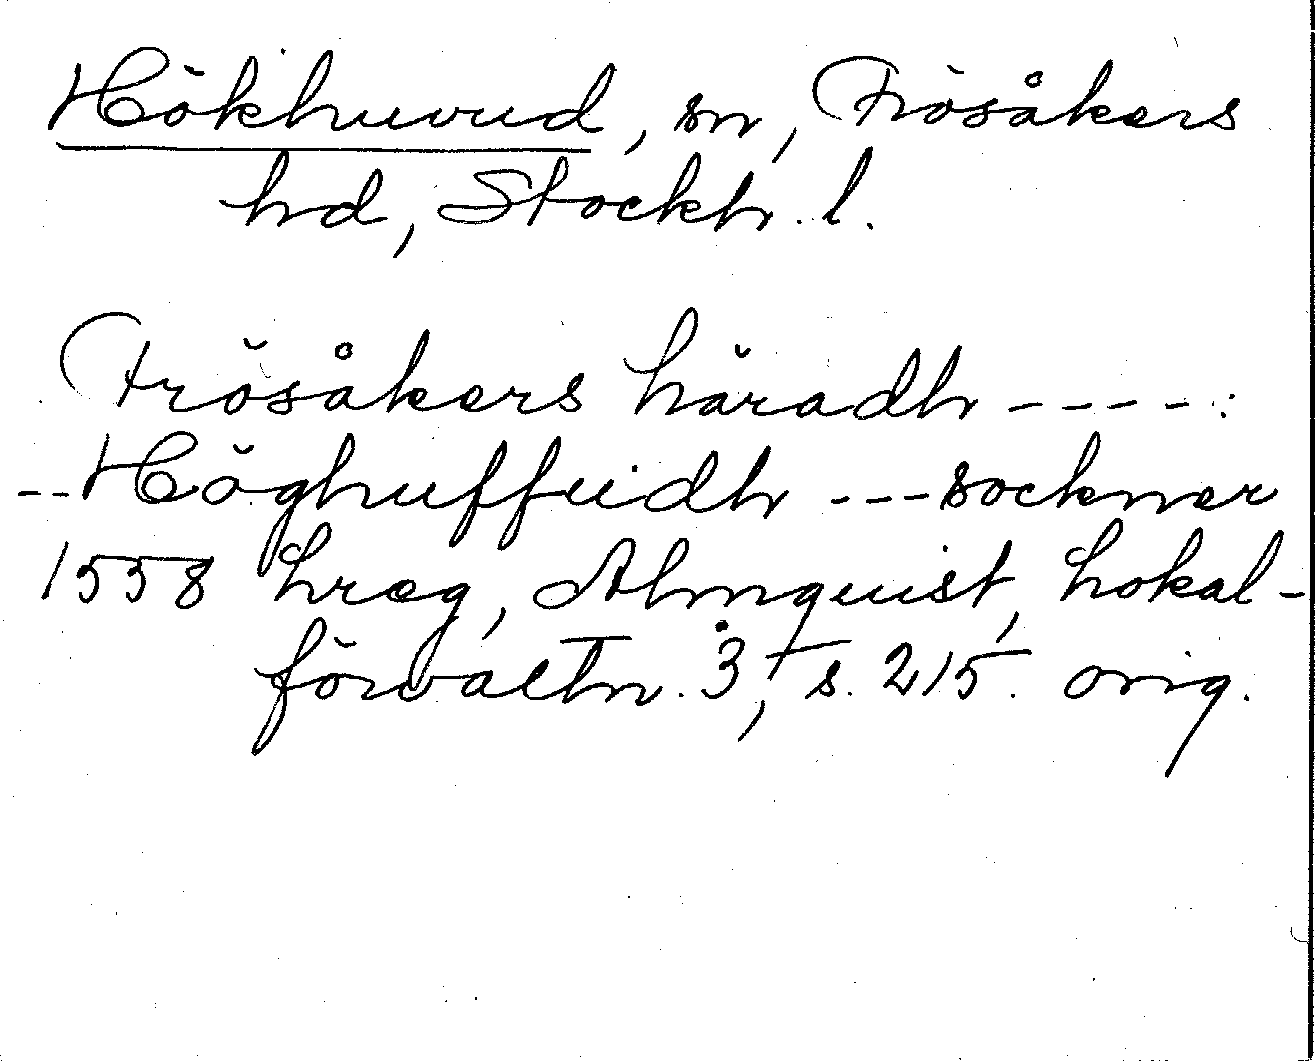 Hökhuvud, sn, Frösåkers
hd, Stockh. l.
Frösåkers häradh - - - - - :
- - Höghuffuidh - - - sockner
1558 hreg, Almquist, Lokal-
förvaltn. 3, s. 215. orig.